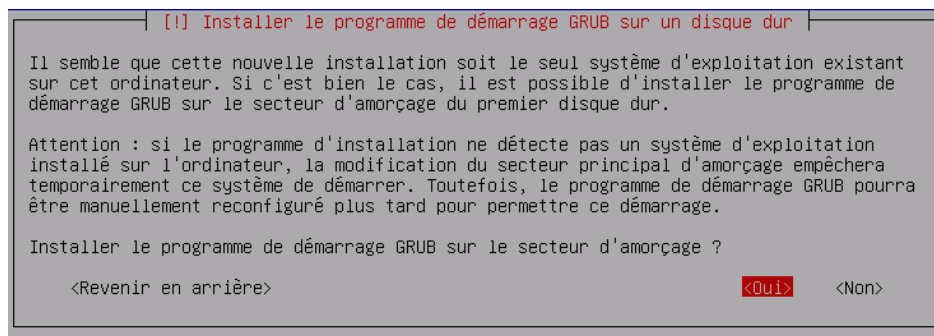 [!] Installer le programme de démarrage GRUB sur un disque dur
Il semble que cette nouvelle installation soit le seul système d'exploitation existant
sur cet ordinateur. Si c'est bien le cas, il est possible d'installer le programme de
démarrage GRUB sur le secteur d'amorçage du premier disque dur.
Attention : si le programme d'installation ne détecte pas un système d'exploitation
installé sur l'ordinateur, la modification du secteur principal d'amorçage empêchera
temporairement ce système de démarrer. Toutefois, le programme de démarrage GRUB pourra
être manuellement reconfiguré plus tard pour permettre ce démarrage.
Installer le programme de démarrage GRUB sur le secteur d'amorçage ?
<Revenir en arrière> <Oui> <Non>